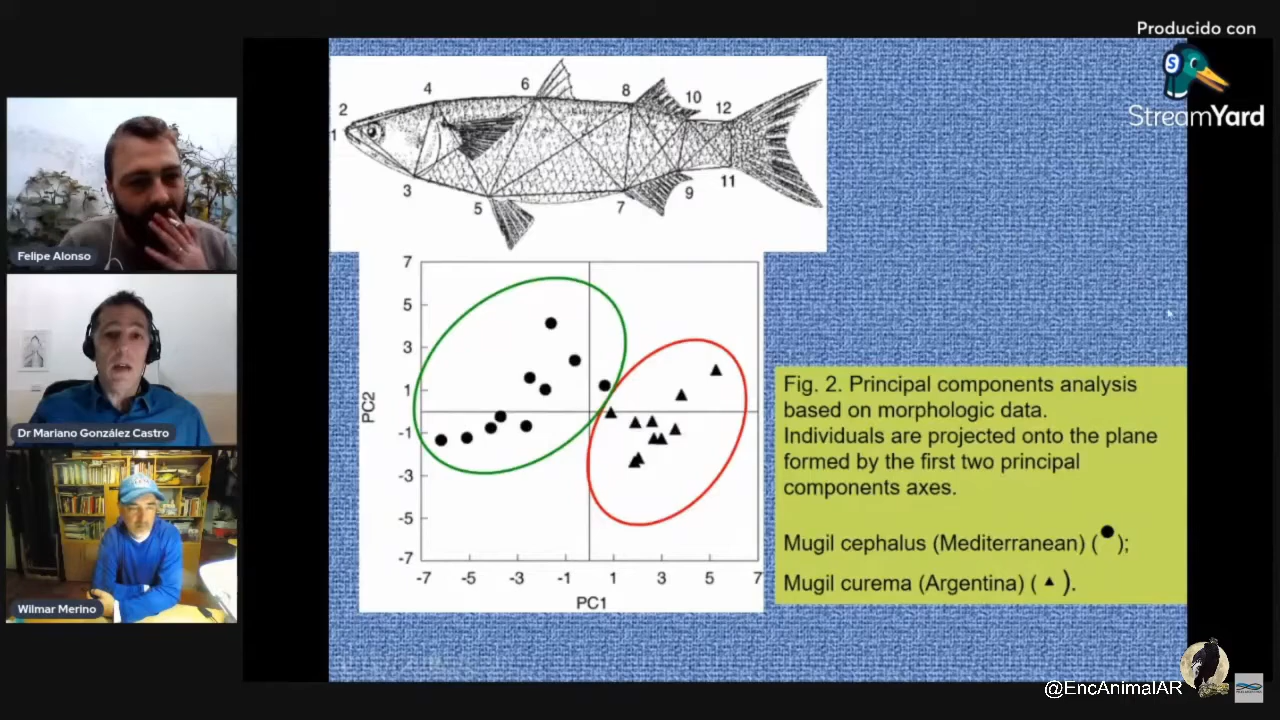 Producido con
StreamYard
Felipe Alonso
Dr Mariano González Castro
Wilmar Merino
1
2
3
4
5
6
7
8
9
10
11
12
7
5
3
1
-1
-3
-5
-7
PC2
-7
-5
-3
-1
1
3
5
7
PC1
Fig. 2. Principal components analysis
based on morphologic data.
Individuals are projected onto the plane
formed by the first two principal
components axes.
Mugil cephalus (Mediterranean) (●);
Mugil curema (Argentina) (▲).
@EncAnimalAR